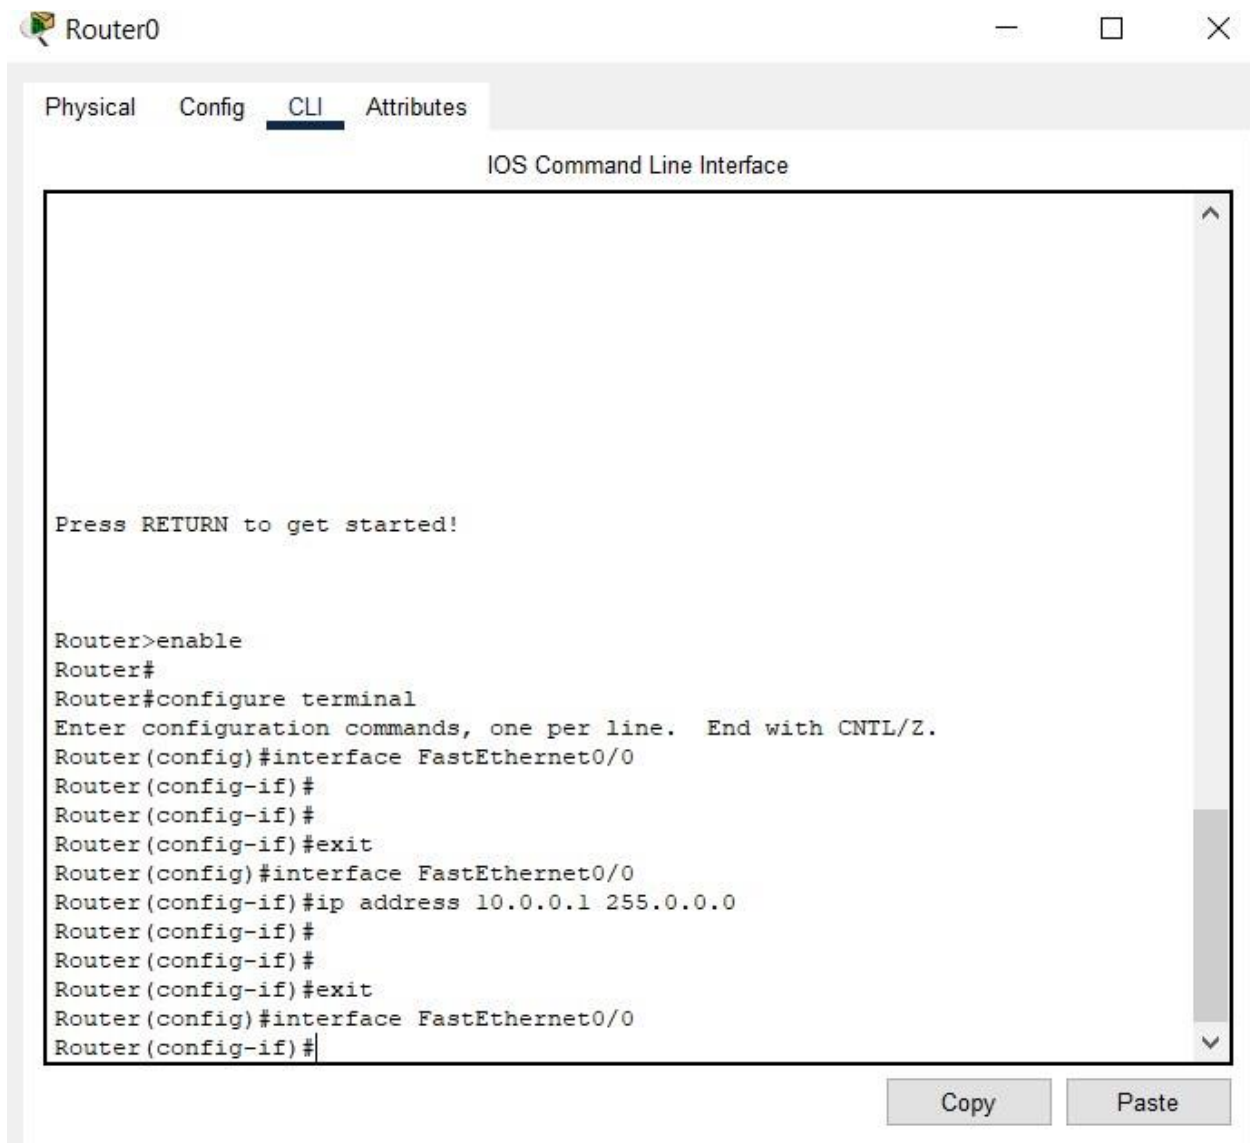 Router0
Physical Config CLI Attributes
IOS Command Line Interface
Press RETURN to get started!
Router>enable
Router#
Router#configure terminal
Enter configuration commands, one per line.  End with CNTL/Z.
Router(config)#interface FastEthernet0/0
Router(config-if)#
Router(config-if)#
Router(config-if)#exit
Router(config)#interface FastEthernet0/0
Router(config-if)#ip address 10.0.0.1 255.0.0.0
Router(config-if)#
Router(config-if)#
Router(config-if)#exit
Router(config)#interface FastEthernet0/0
Router(config-if)#
Copy Paste